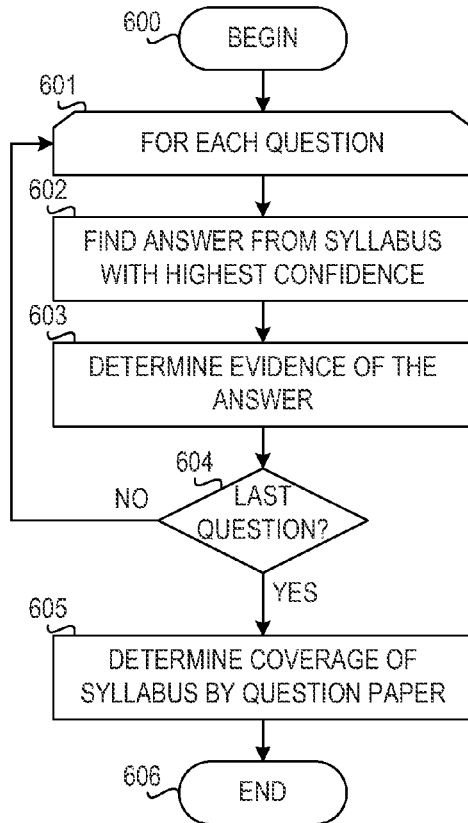 600
BEGIN
601
FOR EACH QUESTION
602
FIND ANSWER FROM SYLLABUS
WITH HIGHEST CONFIDENCE
603
DETERMINE EVIDENCE OF THE
ANSWER
604
LAST
QUESTION?
NO
YES
605
DETERMINE COVERAGE OF
SYLLABUS BY QUESTION PAPER
606
END